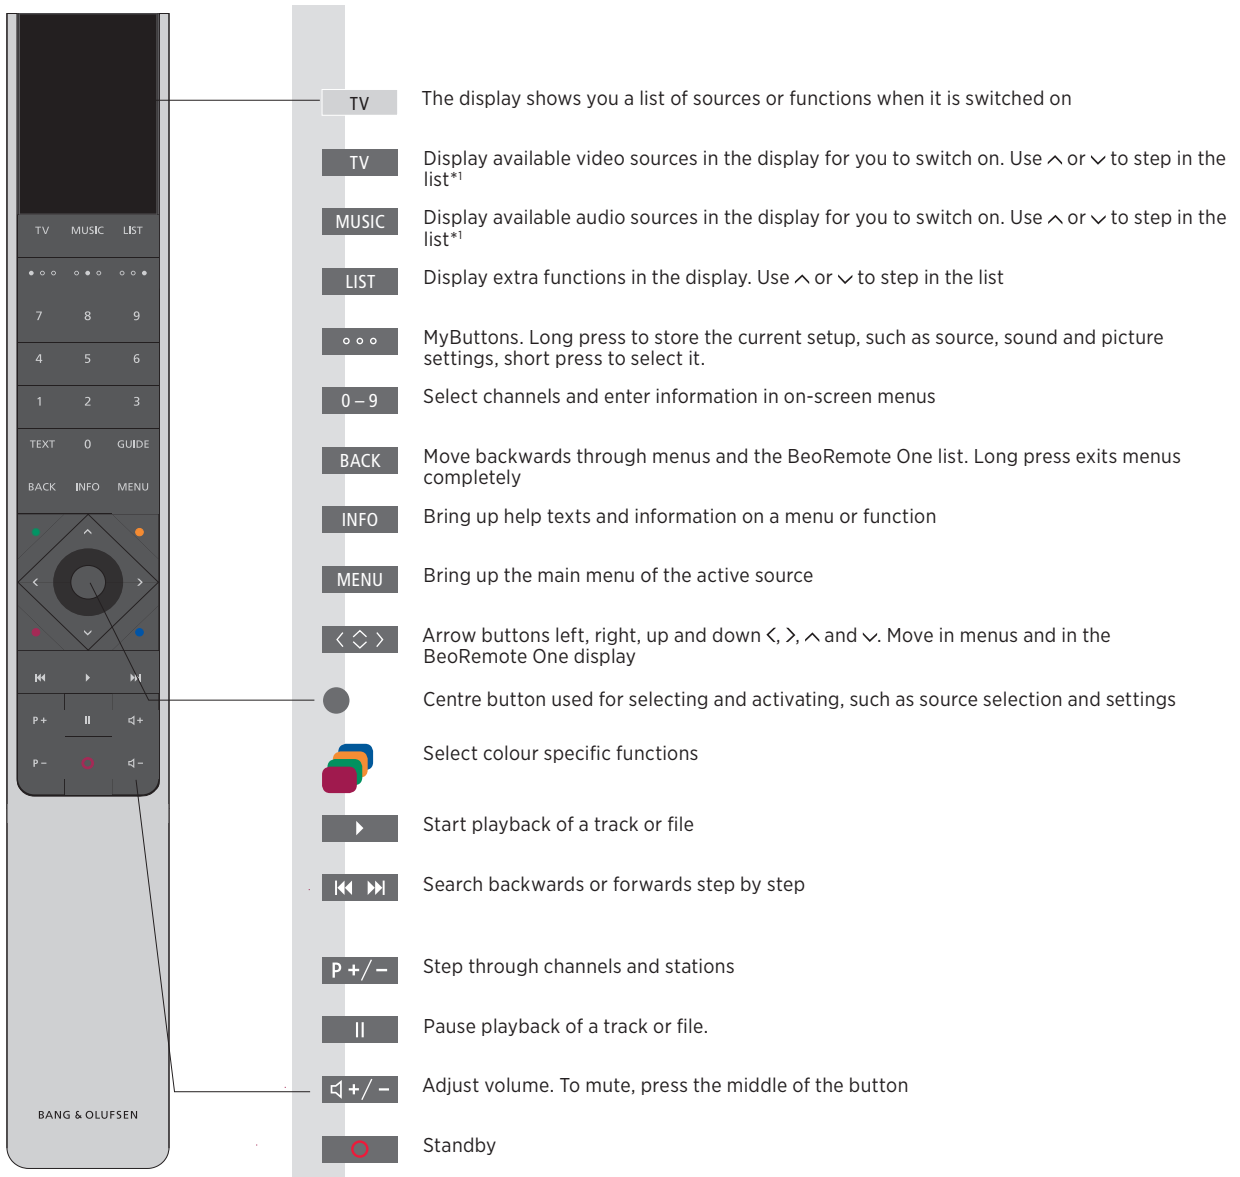 TV MUSIC LIST
7 8 9
4 5 6
1 2 3
TEXT 0 GUIDE
BACK INFO MENU
P+ +
P− −
BANG & OLUFSEN
TV The display shows you a list of sources or functions when it is switched on
TV Display available video sources in the display for you to switch on. Use ︿ or ﹀ to step in the
list*1
MUSIC Display available audio sources in the display for you to switch on. Use ︿ or ﹀ to step in the
list*1
LIST Display extra functions in the display. Use ︿ or ﹀ to step in the list
MyButtons. Long press to store the current setup, such as source, sound and picture
settings, short press to select it.
0 – 9 Select channels and enter information in on-screen menus
BACK Move backwards through menus and the BeoRemote One list. Long press exits menus
completely
INFO Bring up help texts and information on a menu or function
MENU Bring up the main menu of the active source
Arrow buttons left, right, up and down <, >, ︿ and ﹀. Move in menus and in the
BeoRemote One display
Centre button used for selecting and activating, such as source selection and settings
Select colour specific functions
Start playback of a track or file
Search backwards or forwards step by step
P +/− Step through channels and stations
Pause playback of a track or file.
+/− Adjust volume. To mute, press the middle of the button
Standby